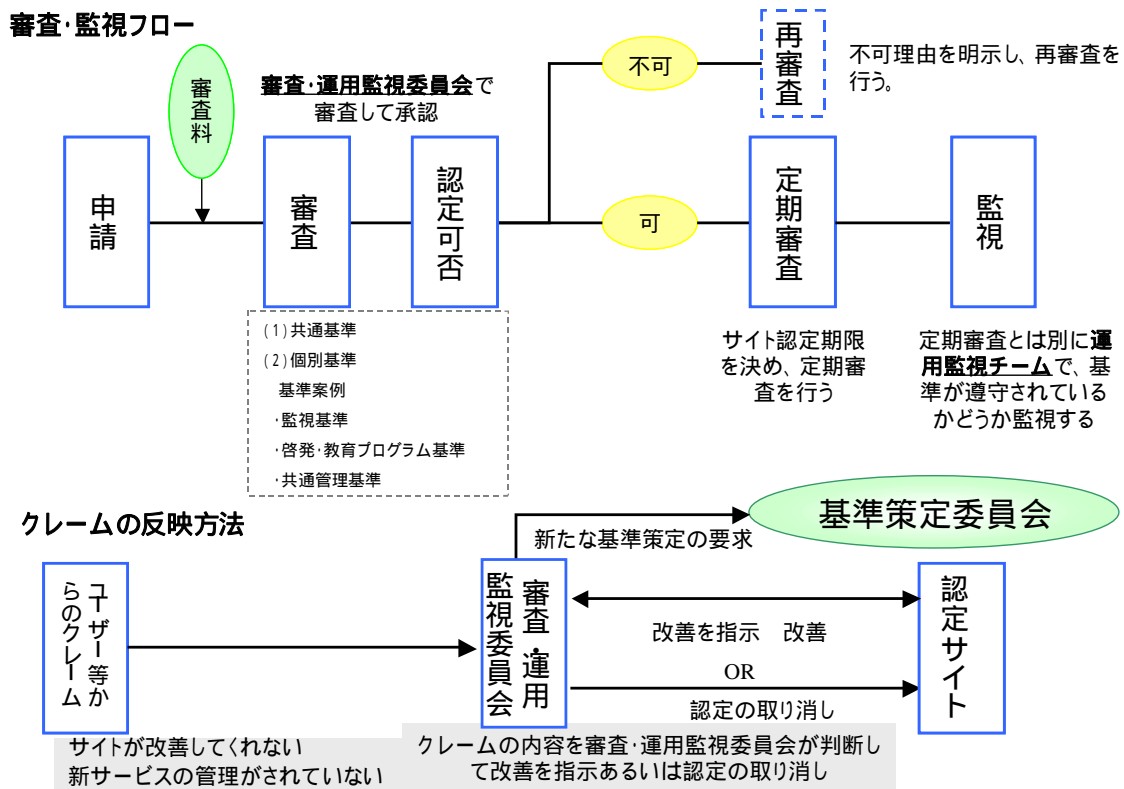 審査・監視フロー
審査料
審査・運用監視委員会で
審査して承認
申請
審査
認定可否
不可
再審査
不可理由を明示し、再審査を
行う。
可
定期審査
監視
(1)共通基準
(2)個別基準
基準案例
・監視基準
・啓発・教育プログラム基準
・共通管理基準
サイト認定期限
を決め、定期審
査を行う
定期審査とは別に運
用監視チームで、基
準が遵守されている
かどうか監視する
クレームの反映方法
基準策定委員会
新たな基準策定の要求
ユーザー等か
らのクレーム
審査・運用
監視委員会
認定サイト
改善を指示 改善
OR
認定の取り消し
サイトが改善してくれない
新サービスの管理がされていない
クレームの内容を審査・運用監視委員会が判断し
て改善を指示あるいは認定の取り消し